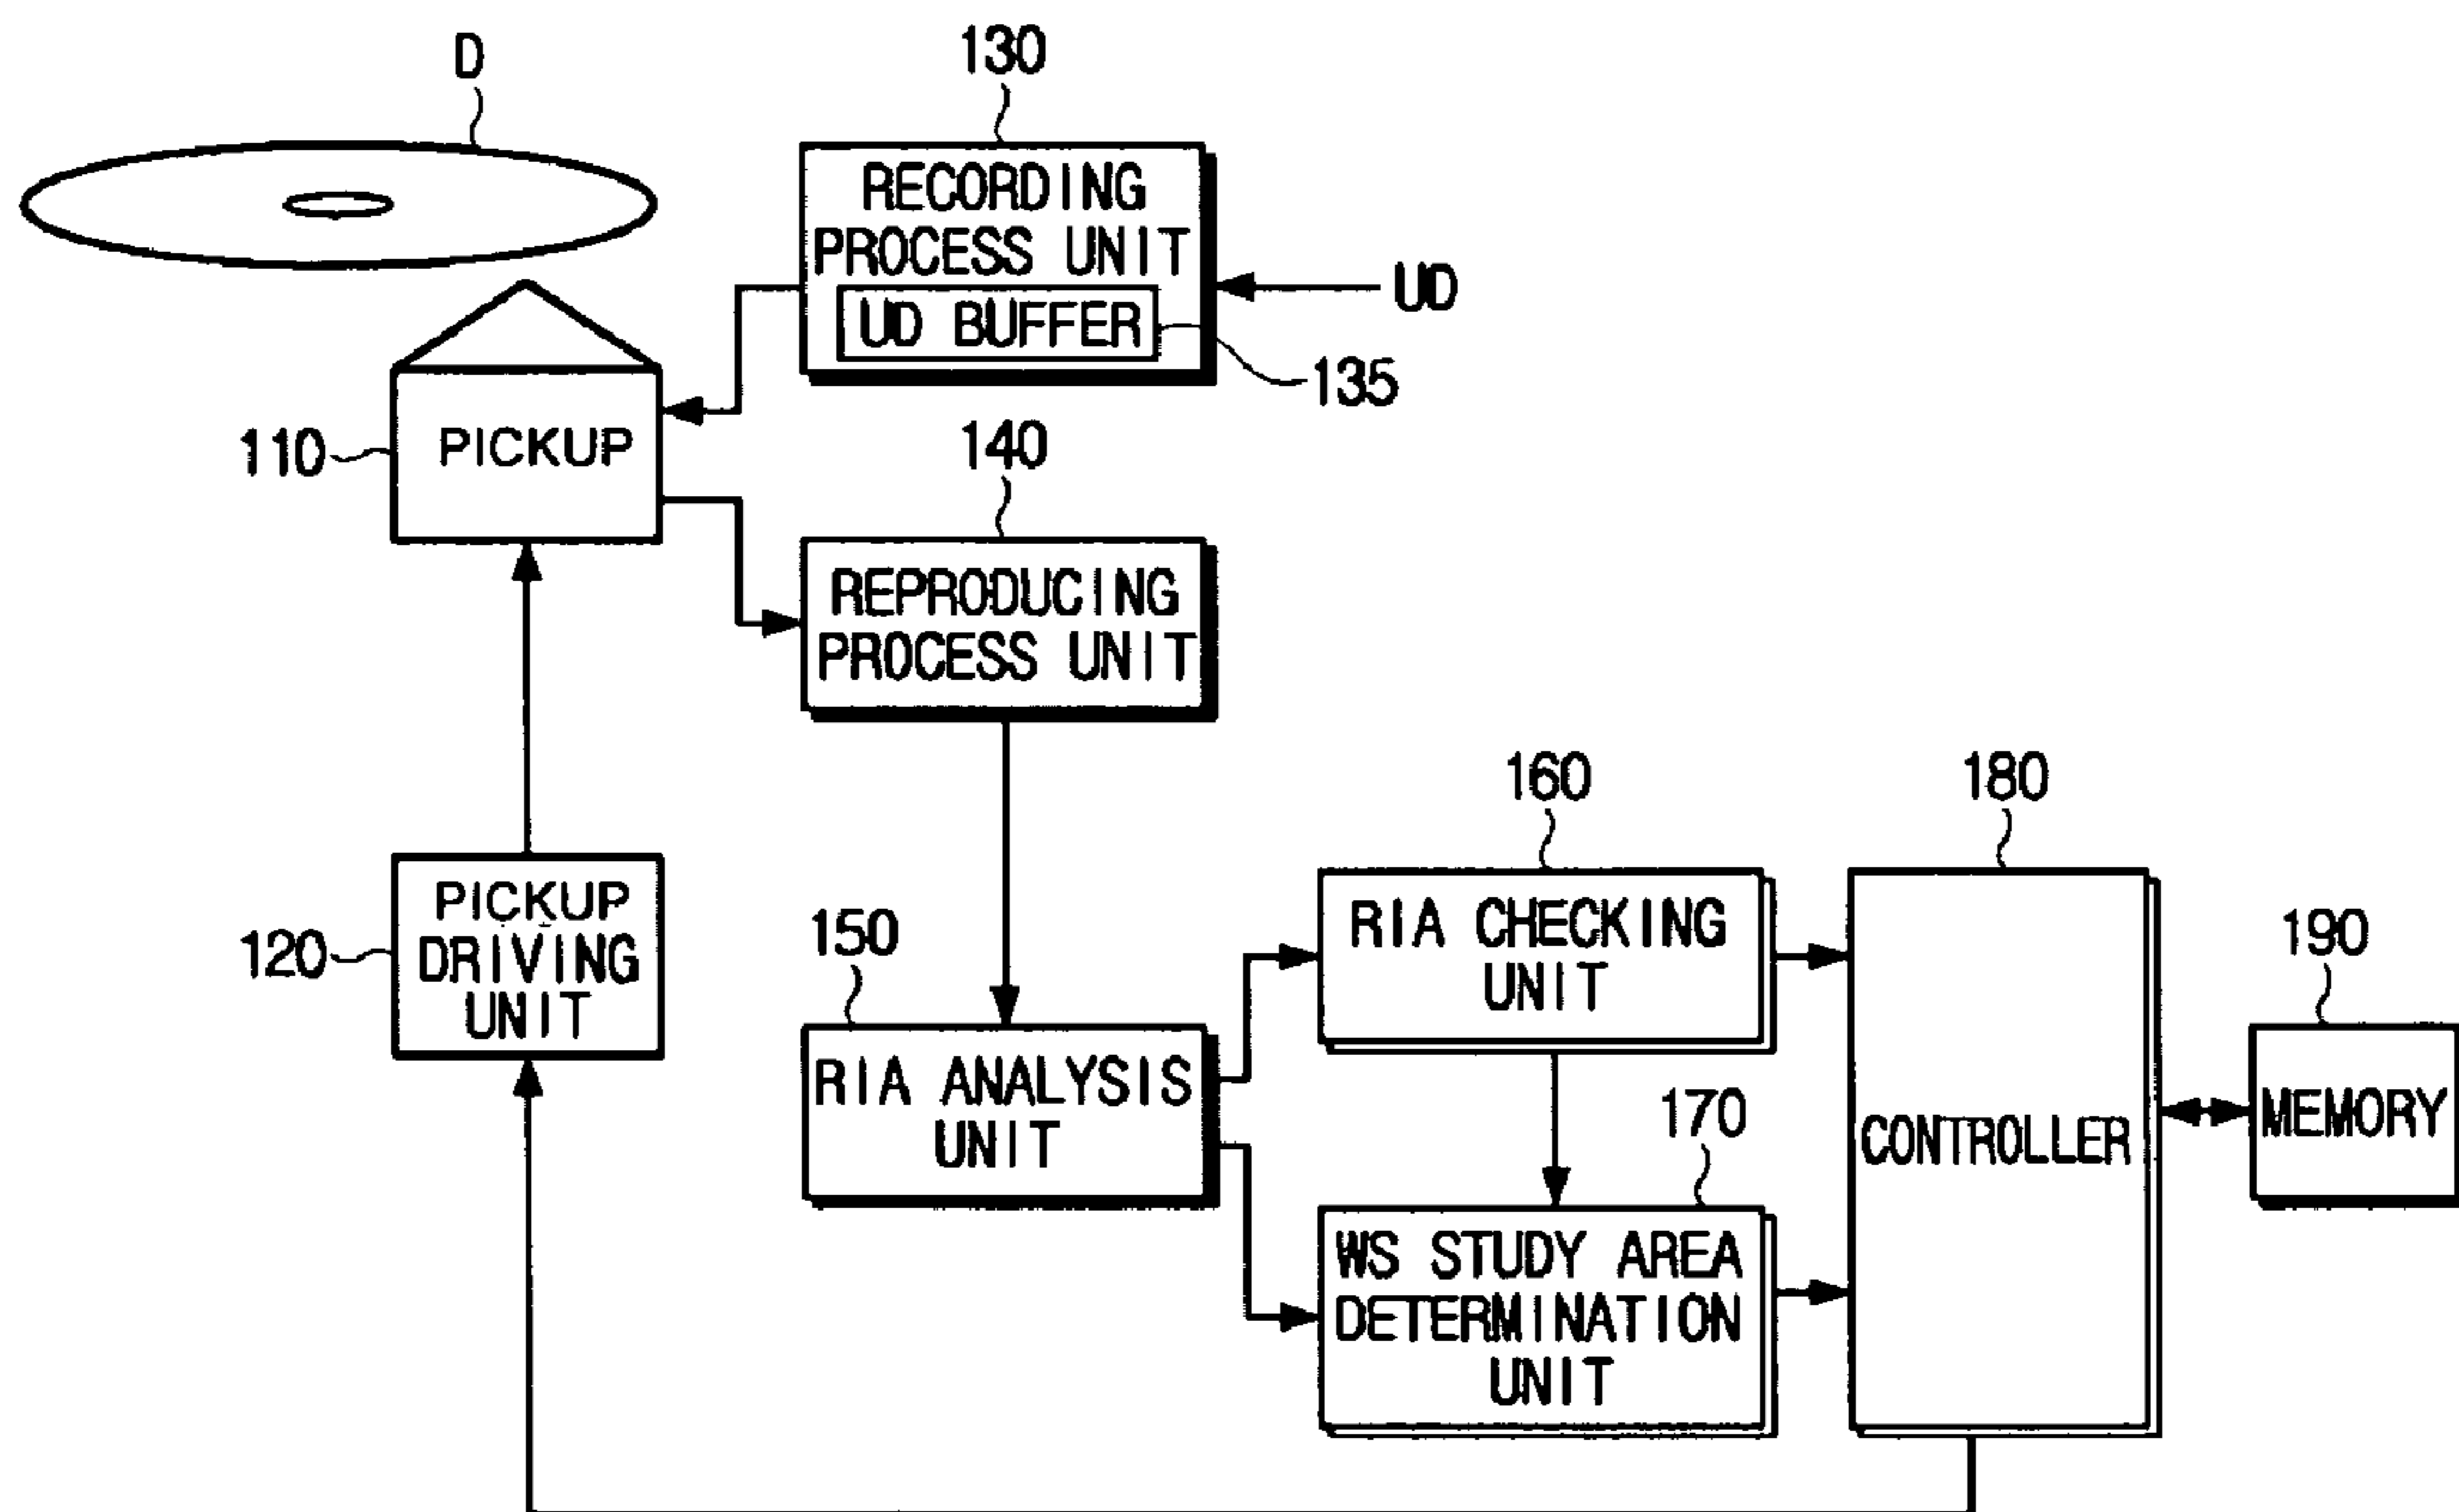 D
130
RECORDING
PROCESS UNIT
UD BUFFER
UD
135
110
PICKUP
140
REPRODUCING
PROCESS UNIT
120
PICKUP
DRIVING
UNIT
150
RIA ANALYSIS
UNIT
160
RIA CHECKING
UNIT
170
WS STUDY AREA
DETERMINATION
UNIT
180
CONTROLLER
190
MEMORY